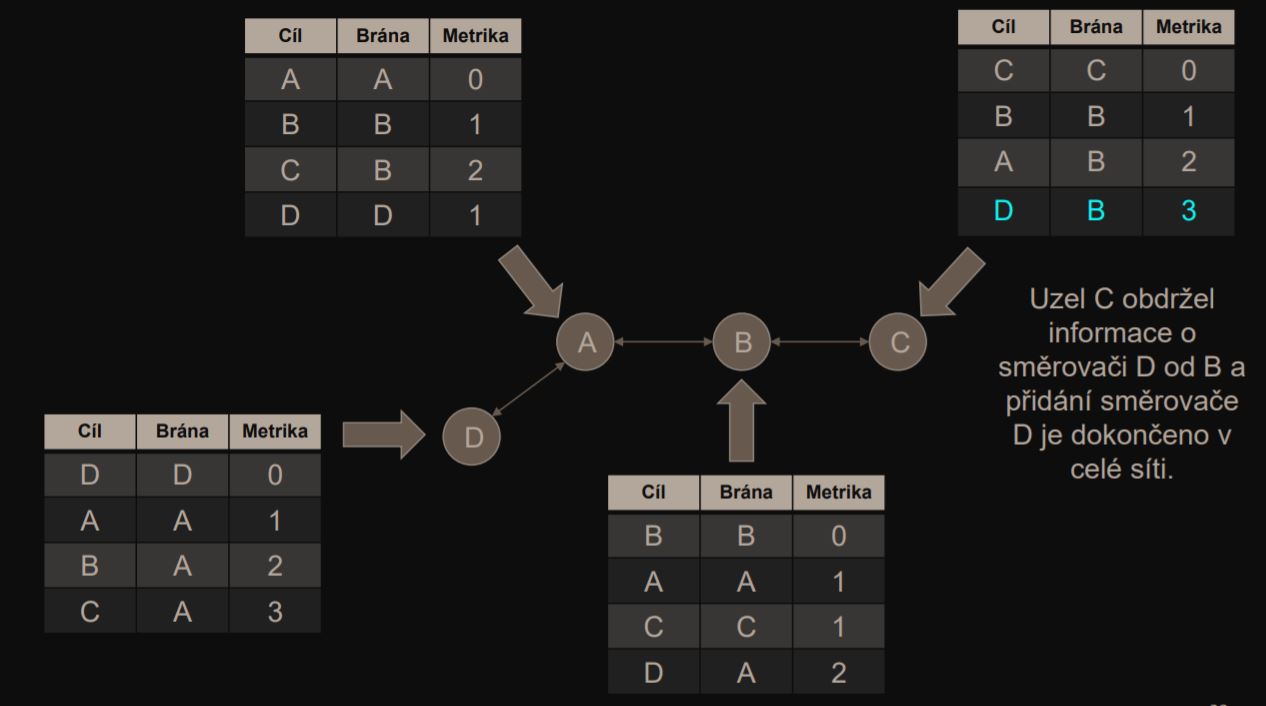 Cíl Brána Metrika
A A 0
B B 1
C B 2
D D 1
Cíl Brána Metrika
C C 0
B B 1
A B 2
D B 3
Uzel C obdržel
informace o
směrovači D od B a
přidání směrovače
D je dokončeno v
celé síti.
A
B
C
D
Cíl Brána Metrika
D D 0
A A 1
B A 2
C A 3
Cíl Brána Metrika
B B 0
A A 1
C C 1
D A 2